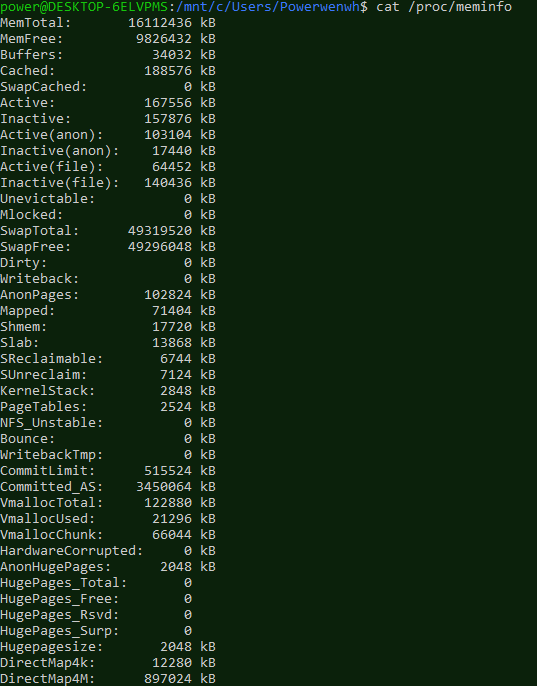 power@DESKTOP-6ELVPMS:/mnt/c/Users/Powerwenwh$ cat /proc/meminfo
MemTotal:       16112436 kB
MemFree:         9826432 kB
Buffers:           34032 kB
Cached:           188576 kB
SwapCached:            0 kB
Active:           167556 kB
Inactive:         157876 kB
Active(anon):     103104 kB
Inactive(anon):    17440 kB
Active(file):      64452 kB
Inactive(file):   140436 kB
Unevictable:           0 kB
Mlocked:               0 kB
SwapTotal:      49319520 kB
SwapFree:       49296048 kB
Dirty:                 0 kB
Writeback:             0 kB
AnonPages:        102824 kB
Mapped:            71404 kB
Shmem:             17720 kB
Slab:              13868 kB
SReclaimable:       6744 kB
SUnreclaim:         7124 kB
KernelStack:        2848 kB
PageTables:         2524 kB
NFS_Unstable:          0 kB
Bounce:                0 kB
WritebackTmp:          0 kB
CommitLimit:      515524 kB
Committed_AS:    3450064 kB
VmallocTotal:     122880 kB
VmallocUsed:       21296 kB
VmallocChunk:      66044 kB
HardwareCorrupted:     0 kB
AnonHugePages:      2048 kB
HugePages_Total:       0
HugePages_Free:        0
HugePages_Rsvd:        0
HugePages_Surp:        0
Hugepagesize:       2048 kB
DirectMap4k:       12280 kB
DirectMap4M:      897024 kB